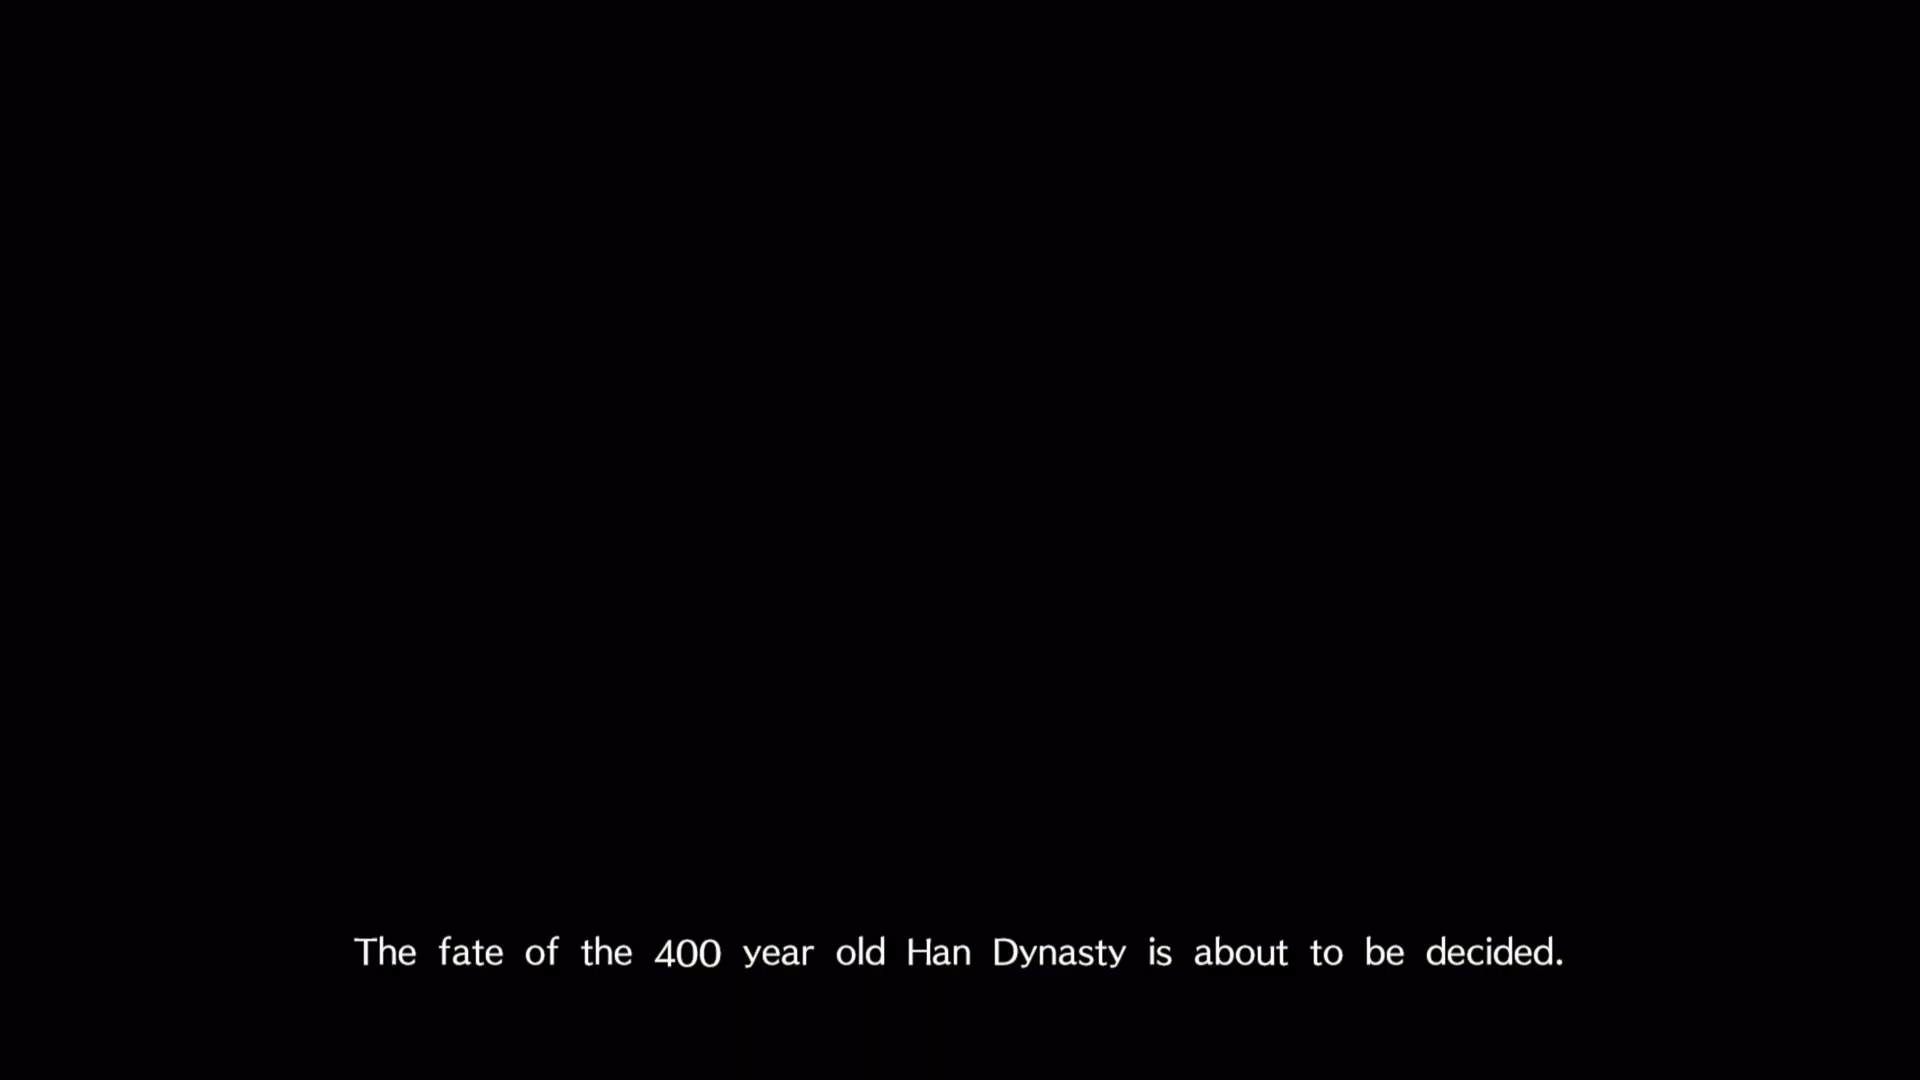 The fate of the 400 year old Han Dynasty is about to be decided.